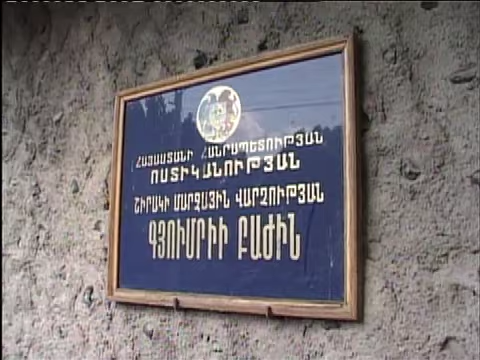 ՀԱՅԱՍՏԱՆԻ ՀԱՆՐԱՊԵՏՈՒԹՅԱՆ
ՈՍՏԻԿԱՆՈՒԹՅԱՆ
ՇԻՐԱԿԻ ՄԱՐԶԱՅԻՆ ՎԱՐՉՈՒԹՅԱՆ
ԳՅՈՒՄՐԻԻ ԲԱԺԻՆ